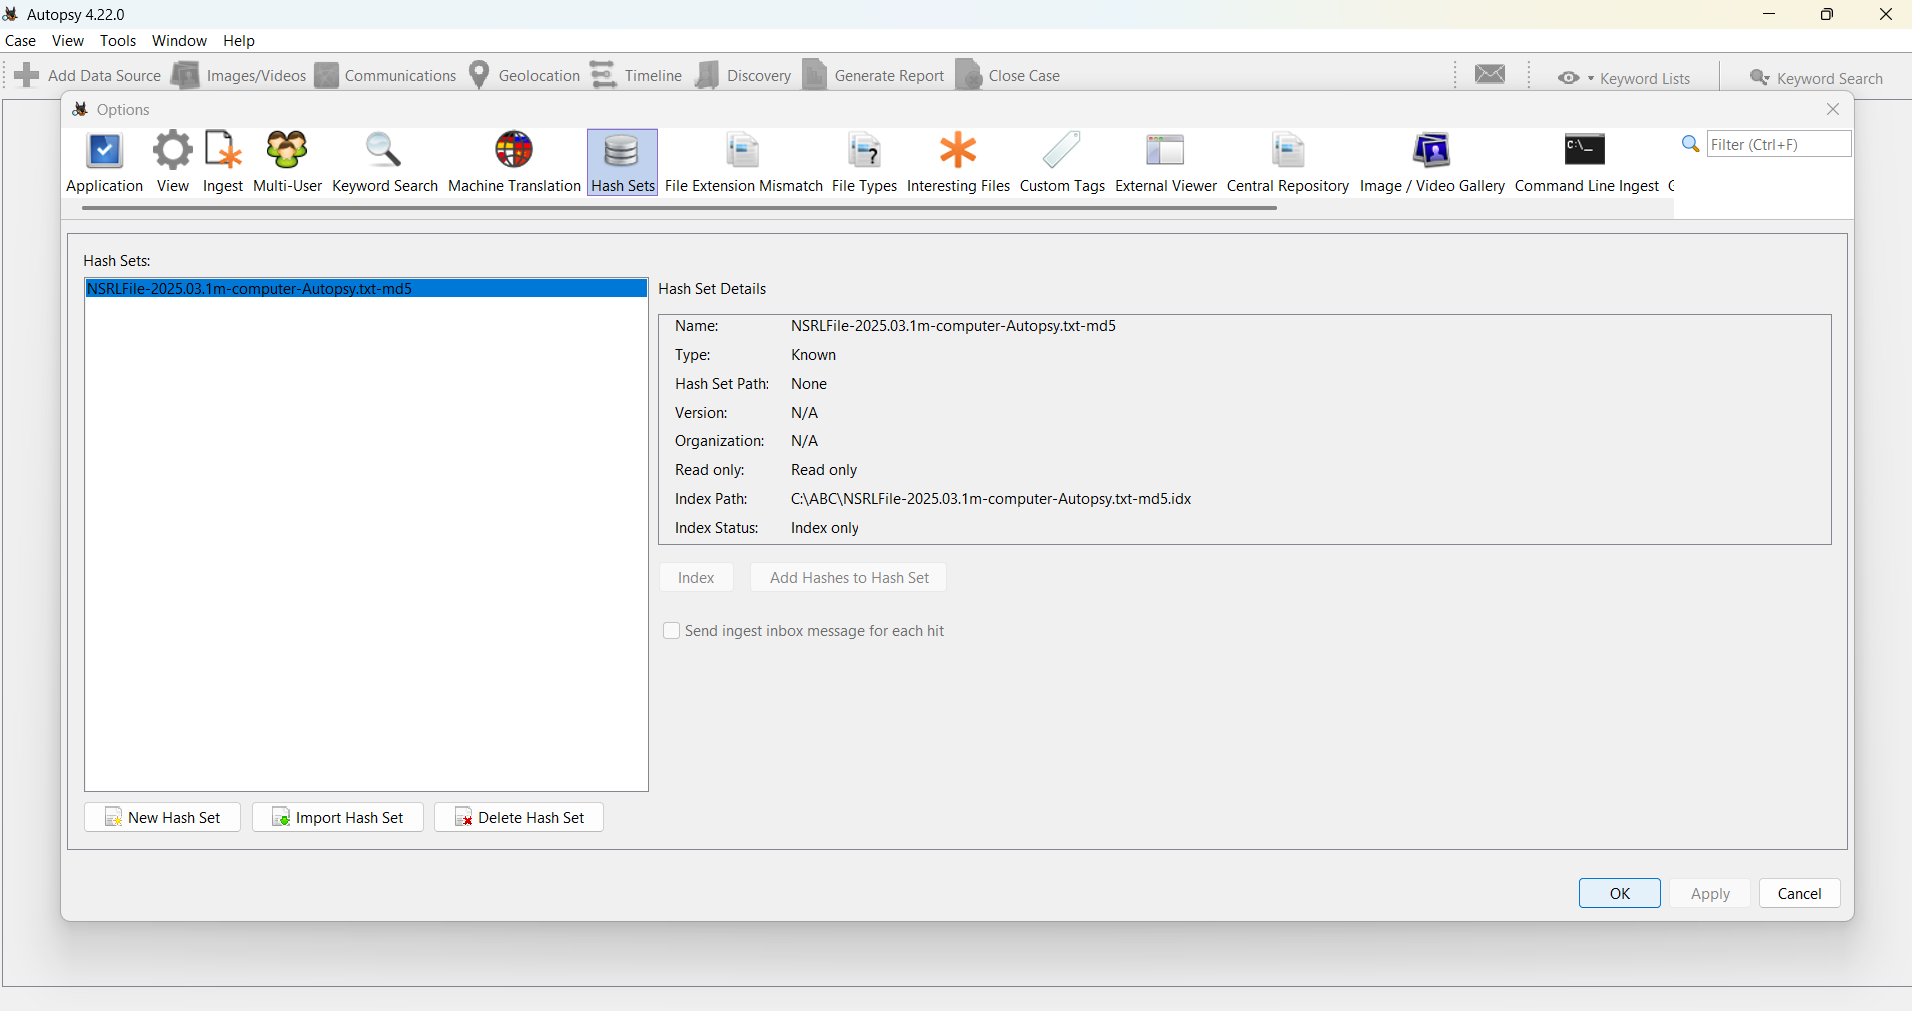 Autopsy 4.22.0
Case View Tools Window Help
Add Data Source Images/Videos Communications Geolocation Timeline Discovery Generate Report Close Case Keyword Lists Keyword Search
Options
Filter (Ctrl+F)
Application View Ingest Multi-User Keyword Search Machine Translation Hash Sets File Extension Mismatch File Types Interesting Files Custom Tags External Viewer Central Repository Image / Video Gallery Command Line Ingest
Hash Sets:
NSRLFile-2025.03.1m-computer-Autopsy.txt-md5
Hash Set Details
Name: NSRLFile-2025.03.1m-computer-Autopsy.txt-md5
Type: Known
Hash Set Path: None
Version: N/A
Organization: N/A
Read only: Read only
Index Path: C:\ABC\NSRLFile-2025.03.1m-computer-Autopsy.txt-md5.idx
Index Status: Index only
Index Add Hashes to Hash Set
Send ingest inbox message for each hit
New Hash Set Import Hash Set Delete Hash Set
OK Apply Cancel